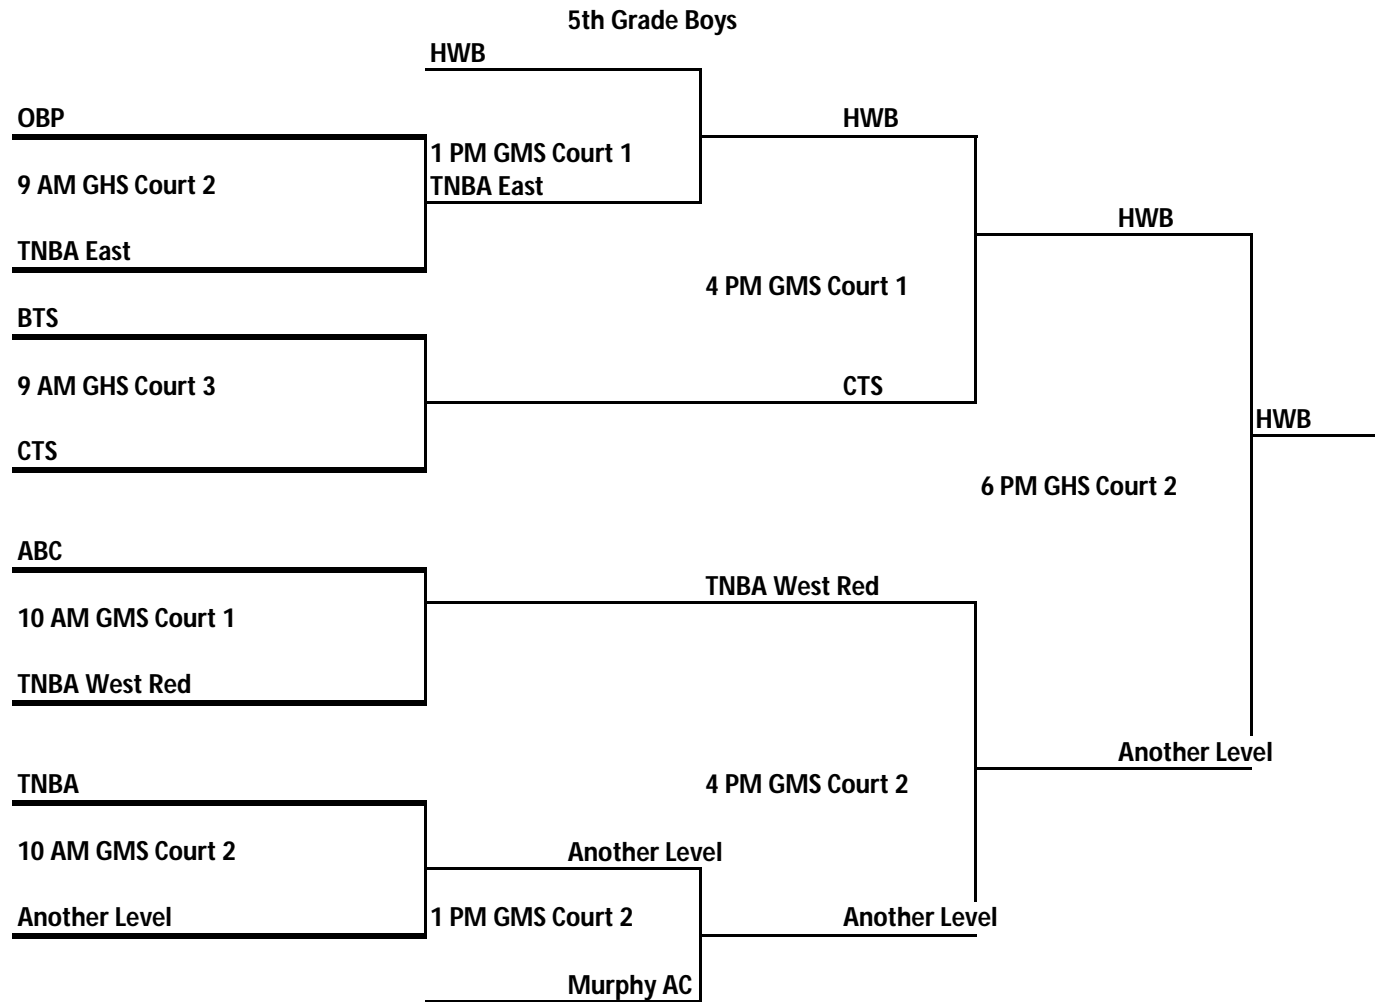 5th Grade Boys
HWB
OBP
HWB
1 PM GMS Court 1
9 AM GHS Court 2
TNBA East
HWB
TNBA East
4 PM GMS Court 1
BTS
9 AM GHS Court 3
CTS
HWB
CTS
6 PM GHS Court 2
ABC
TNBA West Red
10 AM GMS Court 1
TNBA West Red
Another Level
TNBA
4 PM GMS Court 2
10 AM GMS Court 2
Another Level
Another Level
1 PM GMS Court 2
Another Level
Murphy AC